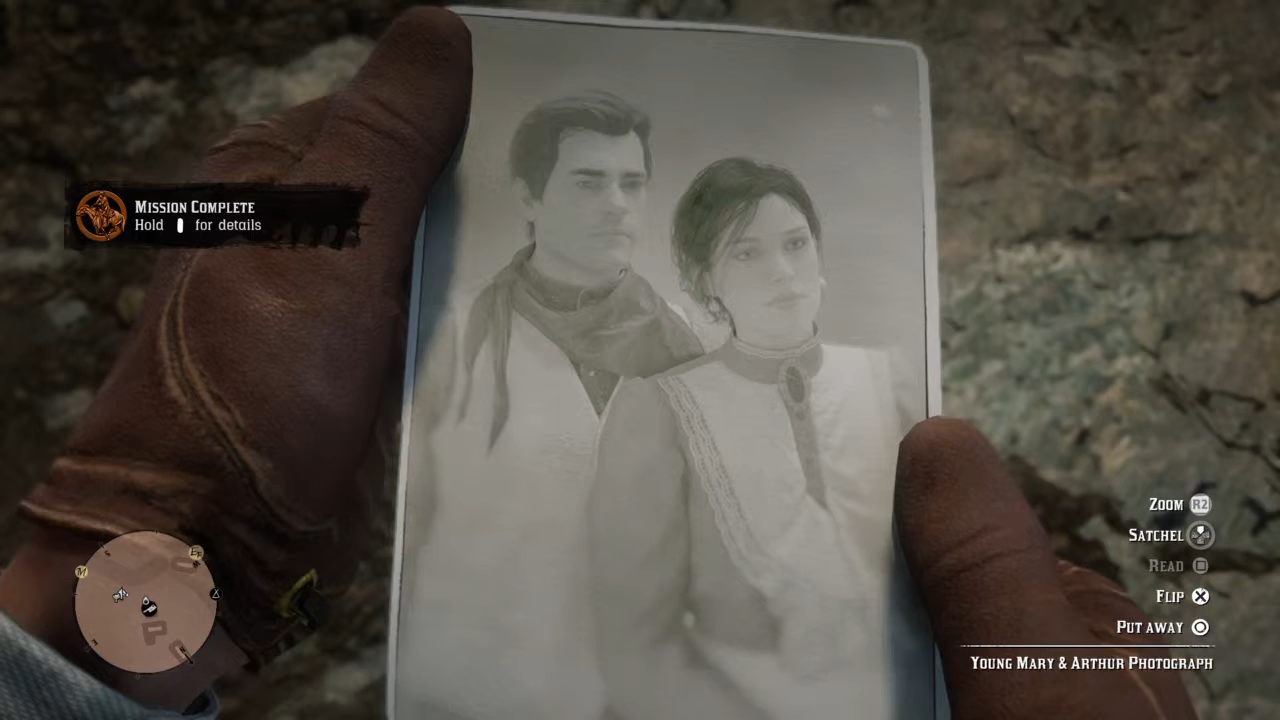 Mission Complete
Hold for details
Zoom R2
Satchel
Read
Flip
Put away
Young Mary & Arthur Photograph
M